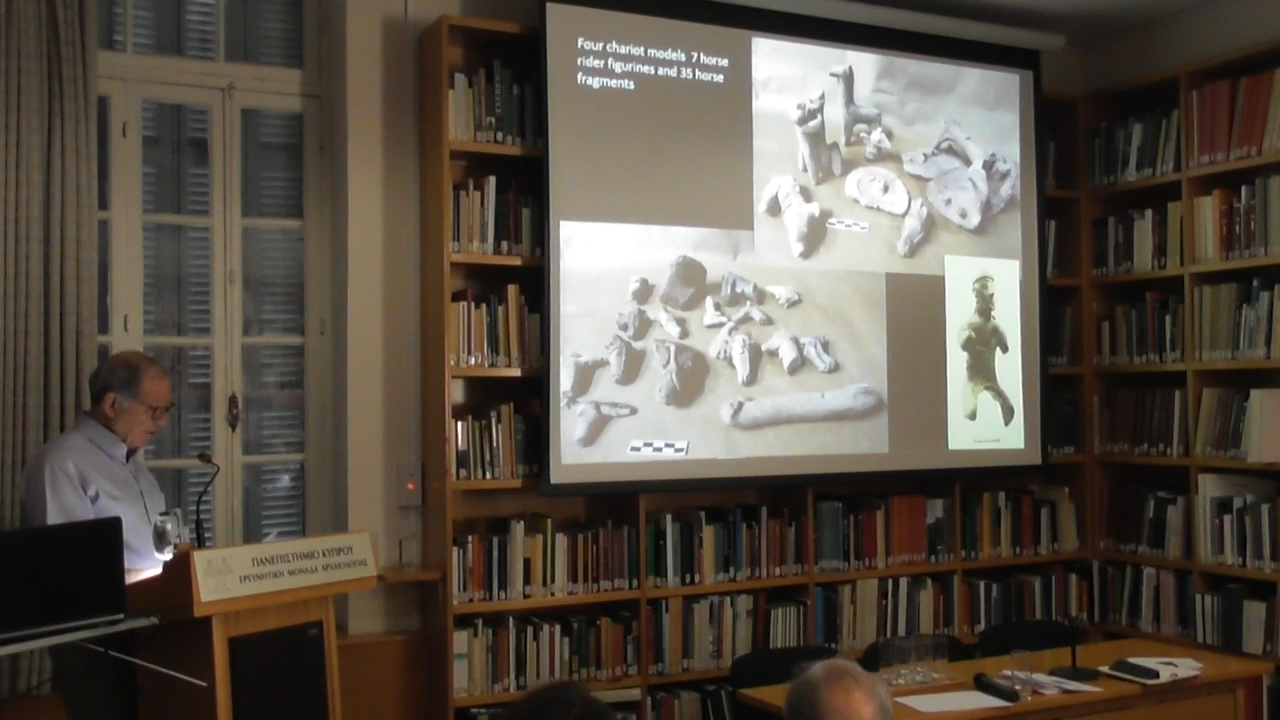 Four chariot models 7 horse
rider figurines and 35 horse
fragments
ΠΑΝΕΠΙΣΤΗΜΙΟ ΚΥΠΡΟΥ
ΕΡΕΥΝΗΤΙΚΗ ΜΟΝΑΔΑ ΑΡΧΑΙΟΛΟΓΙΑΣ